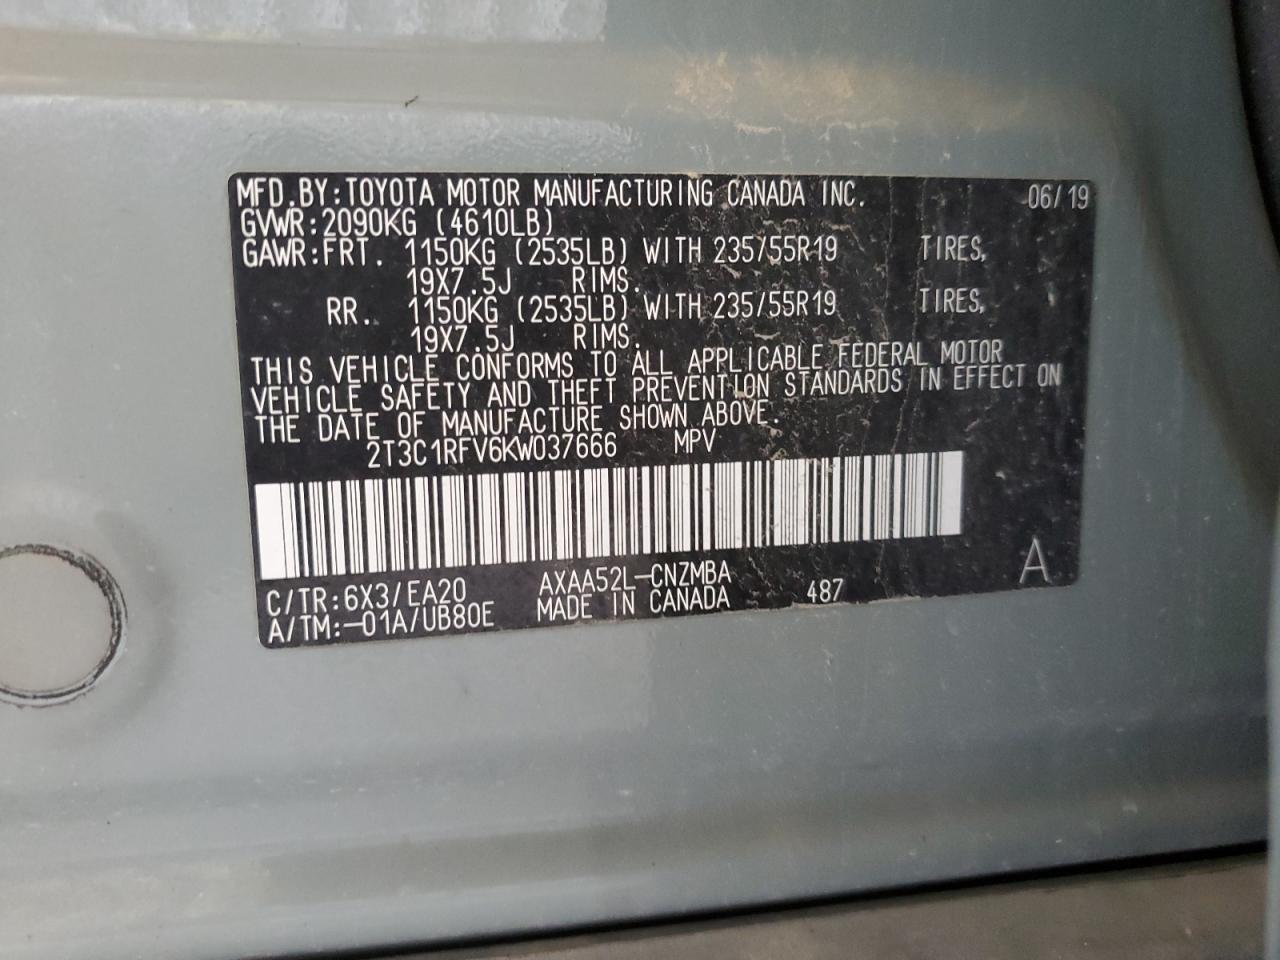 MFD.BY:TOYOTA MOTOR MANUFACTURING CANADA INC. 06/19
GVWR:2090KG (4610LB)
GAWR:FRT. 1150KG (2535LB) WITH 235/55R19 TIRES,
19X7.5J RIMS.
RR. 1150KG (2535LB) WITH 235/55R19 TIRES,
19X7.5J RIMS.
THIS VEHICLE CONFORMS TO ALL APPLICABLE FEDERAL MOTOR
VEHICLE SAFETY AND THEFT PREVENTION STANDARDS IN EFFECT ON
THE DATE OF MANUFACTURE SHOWN ABOVE.
2T3C1RFV6KW037666 MPV
A
C/TR:6X3/EA20 AXAA52L-CNZMBA
A/TM:-01A/UB80E MADE IN CANADA 487